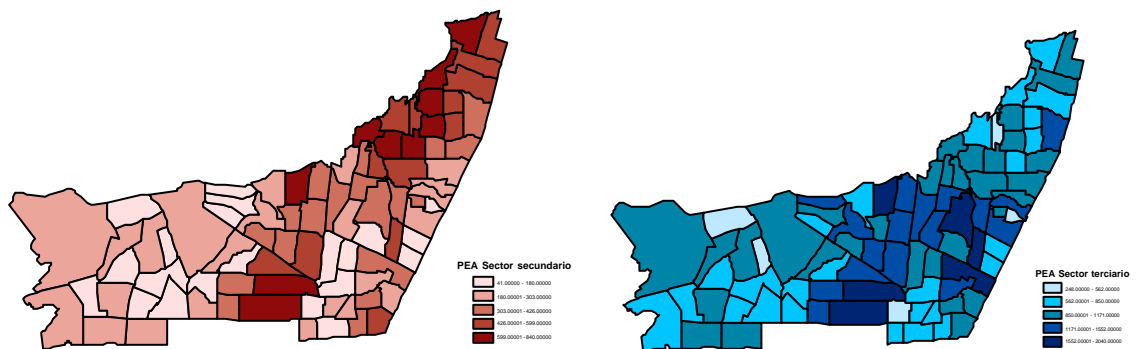 PEA Sector secundario
41.00000 - 180.00000
180.00001 - 303.00000
303.00001 - 426.00000
426.00001 - 599.00000
599.00001 - 840.00000
PEA Sector terciario
248.00000 - 562.00000
562.00001 - 850.00000
850.00001 - 1171.00000
1171.00001 - 1552.00000
1552.00001 - 2040.00000